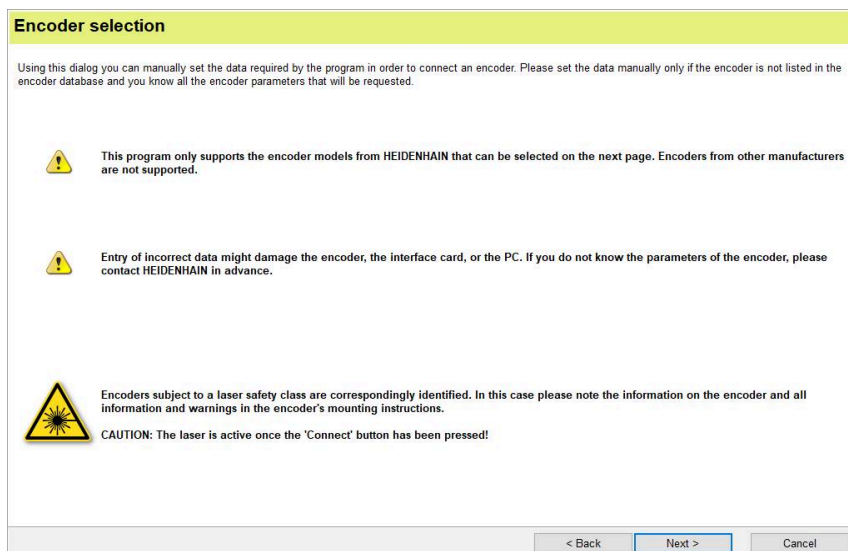 Encoder selection
Using this dialog you can manually set the data required by the program in order to connect an encoder. Please set the data manually only if the encoder is not listed in the
encoder database and you know all the encoder parameters that will be requested.
This program only supports the encoder models from HEIDENHAIN that can be selected on the next page. Encoders from other manufacturers
are not supported.
Entry of incorrect data might damage the encoder, the interface card, or the PC. If you do not know the parameters of the encoder, please
contact HEIDENHAIN in advance.
Encoders subject to a laser safety class are correspondingly identified. In this case please note the information on the encoder and all
information and warnings in the encoder's mounting instructions.
CAUTION: The laser is active once the 'Connect' button has been pressed!
< Back Next > Cancel